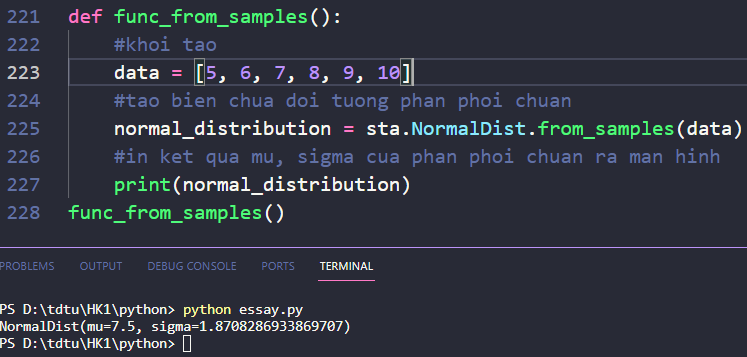 221 def func_from_samples():
222     #khoi tao
223     data = [5, 6, 7, 8, 9, 10]
224     #tao bien chua doi tuong phan phoi chuan
225     normal_distribution = sta.NormalDist.from_samples(data)
226     #in ket qua mu, sigma cua phan phoi chuan ra man hinh
227     print(normal_distribution)
228 func_from_samples()
PROBLEMS OUTPUT DEBUG CONSOLE PORTS TERMINAL
PS D:\tdtu\HK1\python> python essay.py
NormalDist(mu=7.5, sigma=1.8708286933869707)
PS D:\tdtu\HK1\python>